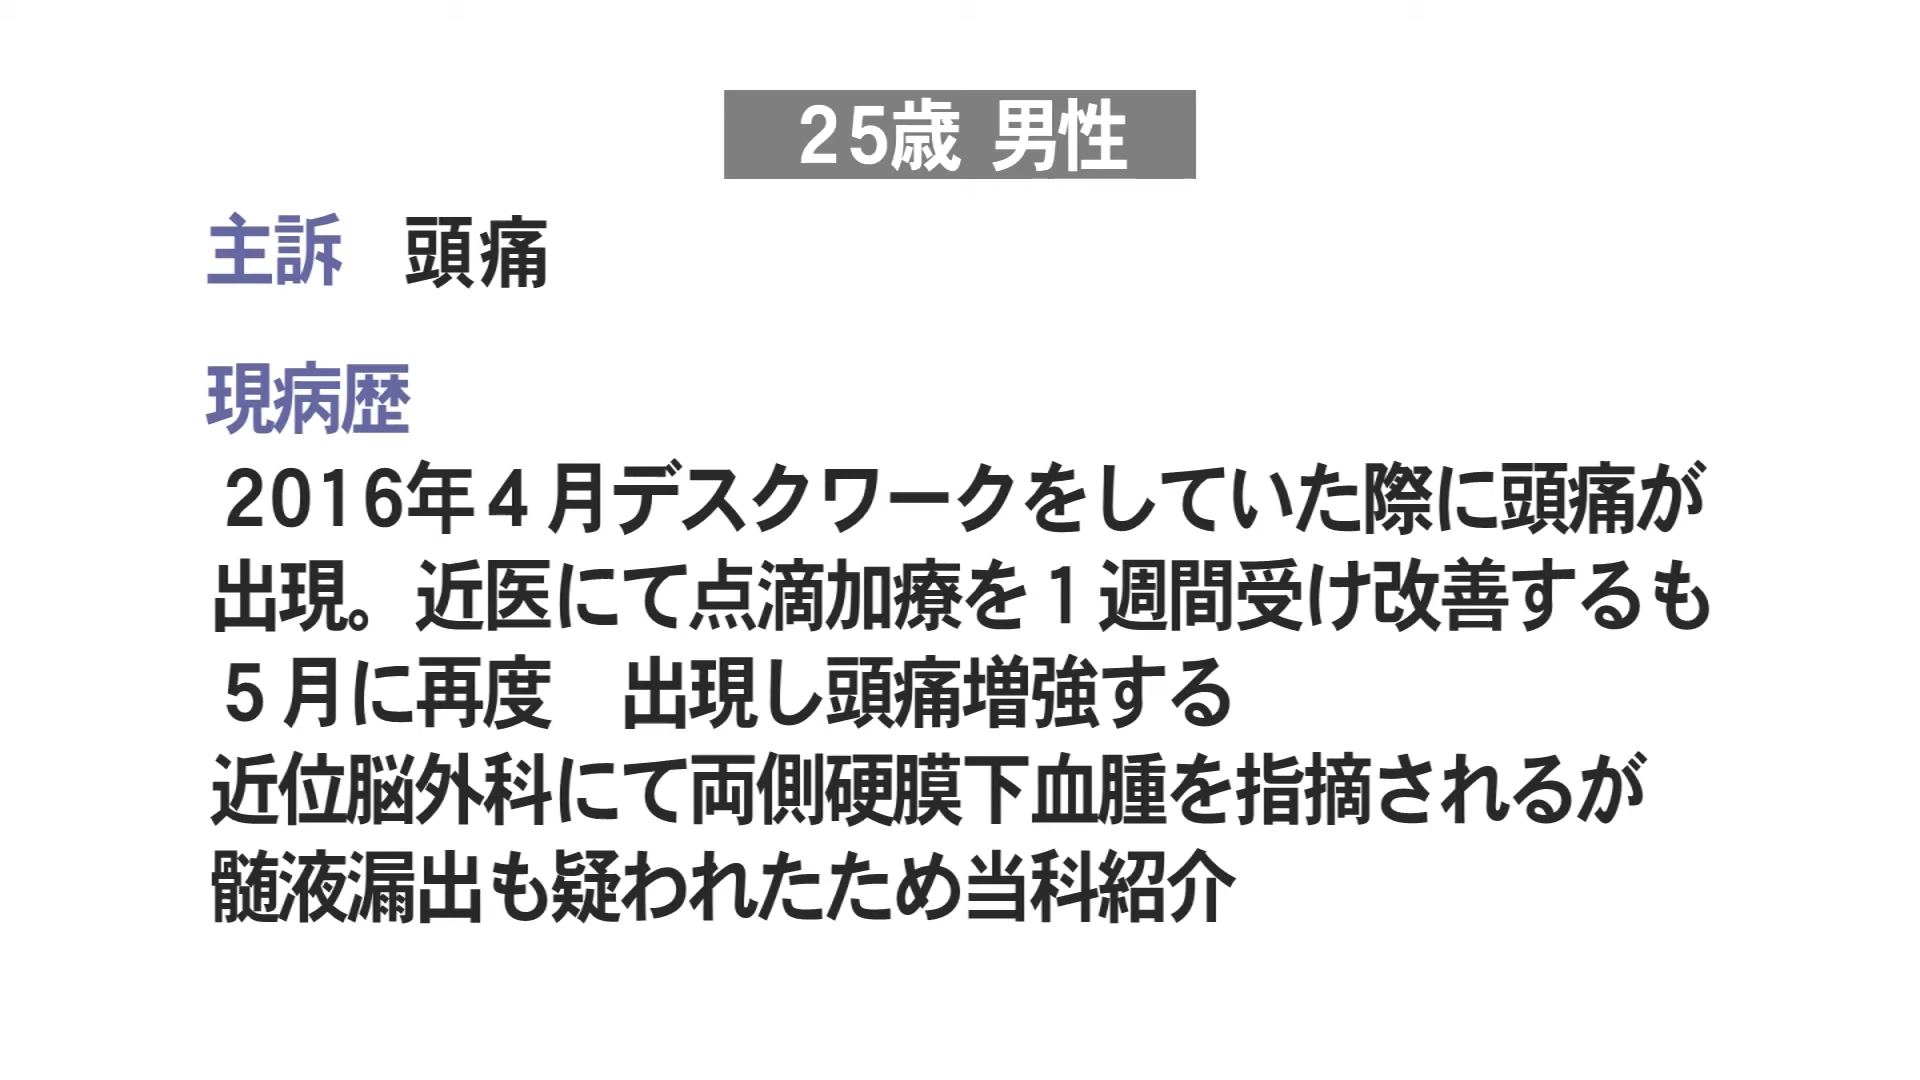 25歳 男性
主訴　頭痛
現病歴
2016年４月デスクワークをしていた際に頭痛が
出現。近医にて点滴加療を１週間受け改善するも
５月に再度　出現し頭痛増強する
近位脳外科にて両側硬膜下血腫を指摘されるが
髄液漏出も疑われたため当科紹介